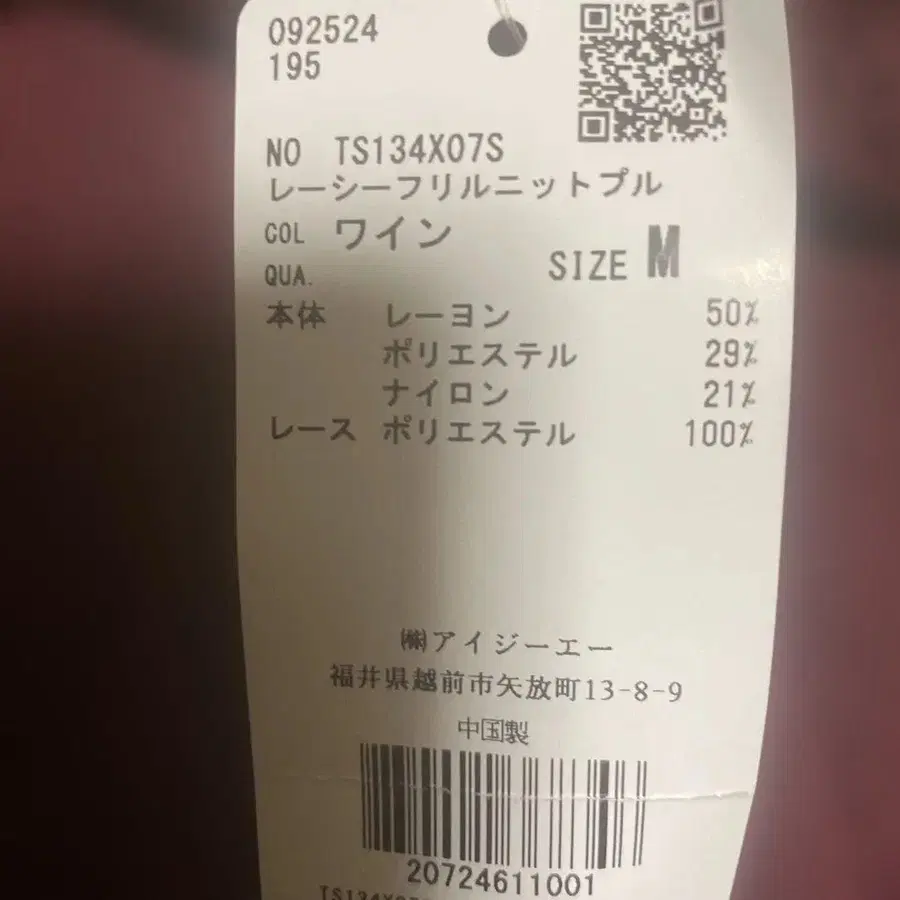 092524
195
NO TS134X07S
レーシーフリルニットプル
COL ワイン
SIZE M
QUA.
本体 レーヨン 50%
ポリエステル 29%
ナイロン 21%
レース ポリエステル 100%
㈱アイジーエー
福井県越前市矢放町13-8-9
中国製
20724611001